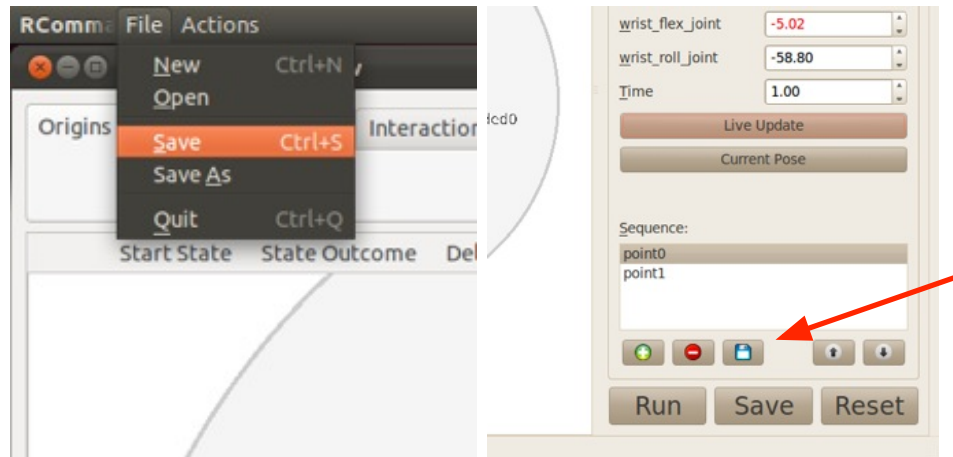 RComma File Actions
New Ctrl+N
Open
Origins Interaction
Save Ctrl+S
Save As
Quit Ctrl+Q
Start State State Outcome De
wrist_flex_joint -5.02
wrist_roll_joint -58.80
Time 1.00
Live Update
Current Pose
Sequence:
point0
point1
Run Save Reset